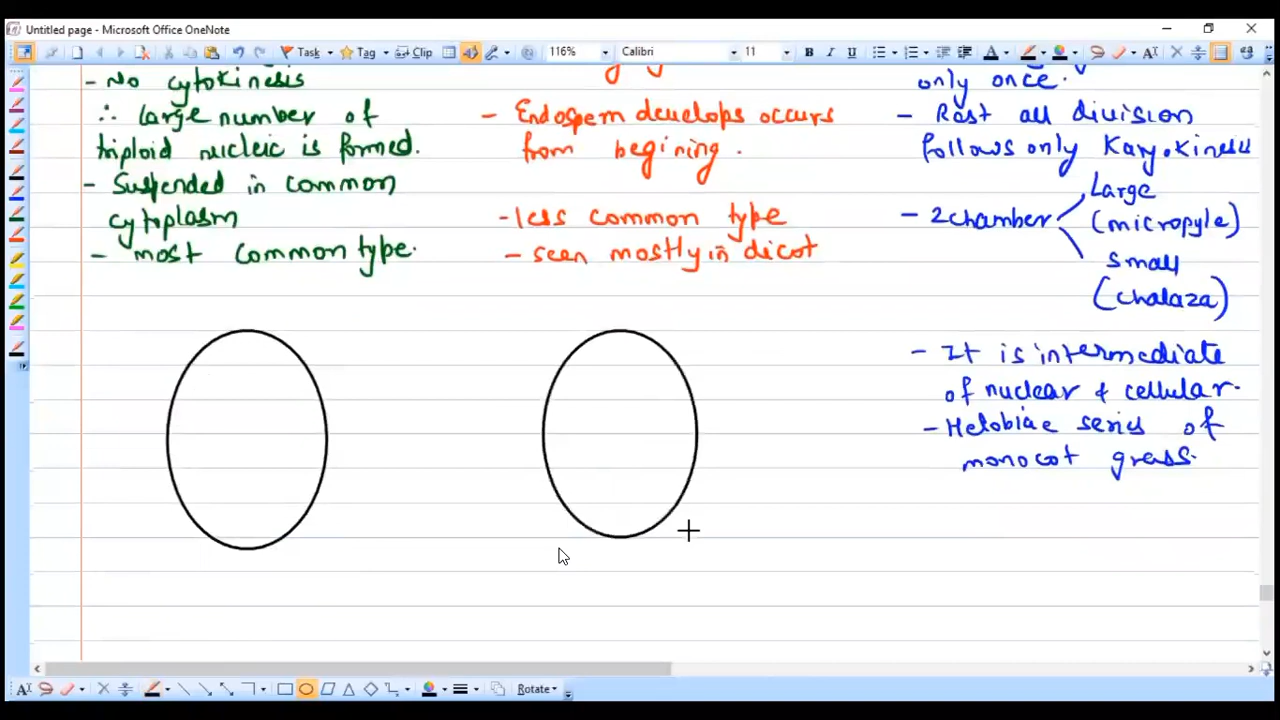 Untitled page - Microsoft Office OneNote
Task
Tag
Clip
116%
Calibri
11
B I U
- No cytokinesis
∴ large number of
triploid nucleic is formed.
- Suspended in common
cytoplasm
- most common type.
- Endosperm develops occurs
from begining .
- less common type
- seen mostly in dicot
only once.
- Rest all division
follows only Karyokinesis
- 2 chamber
Large
(micropyle)
small
(chalaza)
- It is intermediate
of nuclear & cellular.
- Helobiae series of
monocot grass.
Rotate